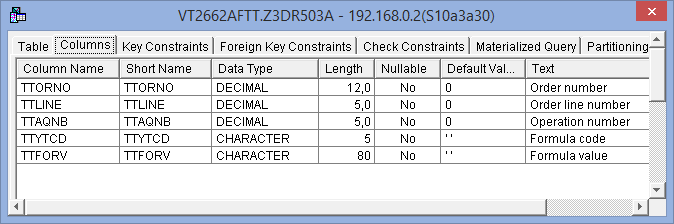 VT2662AFTT.Z3DR503A - 192.168.0.2(S10a3a30)
Table Columns Key Constraints Foreign Key Constraints Check Constraints Materialized Query Partitioning
Column Name Short Name Data Type Length Nullable Default Val... Text
TTORNO TTORNO DECIMAL 12,0 No 0 Order number
TTLINE TTLINE DECIMAL 5,0 No 0 Order line number
TTAQNB TTAQNB DECIMAL 5,0 No 0 Operation number
TTYTCD TTYTCD CHARACTER 5 No ' ' Formula code
TTFORV TTFORV CHARACTER 80 No ' ' Formula value